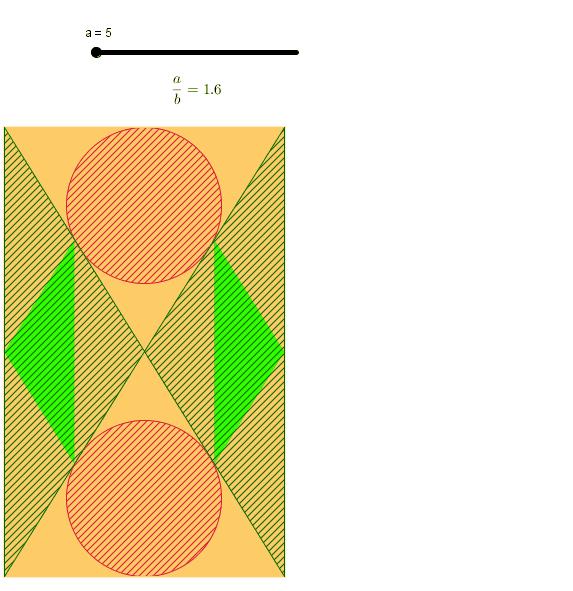 a = 5
a/b = 1.6